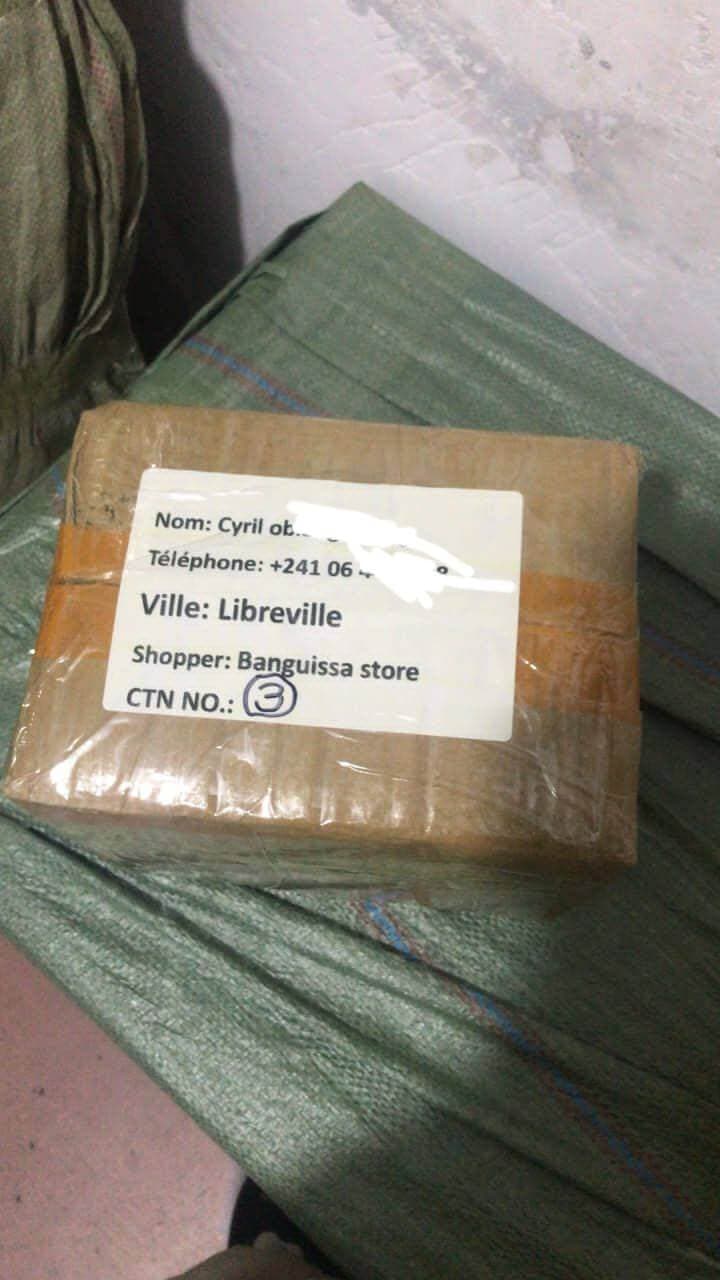 Nom: Cyril
Téléphone: +241 06
Ville: Libreville
Shopper: Banguissa store
CTN NO.: 3